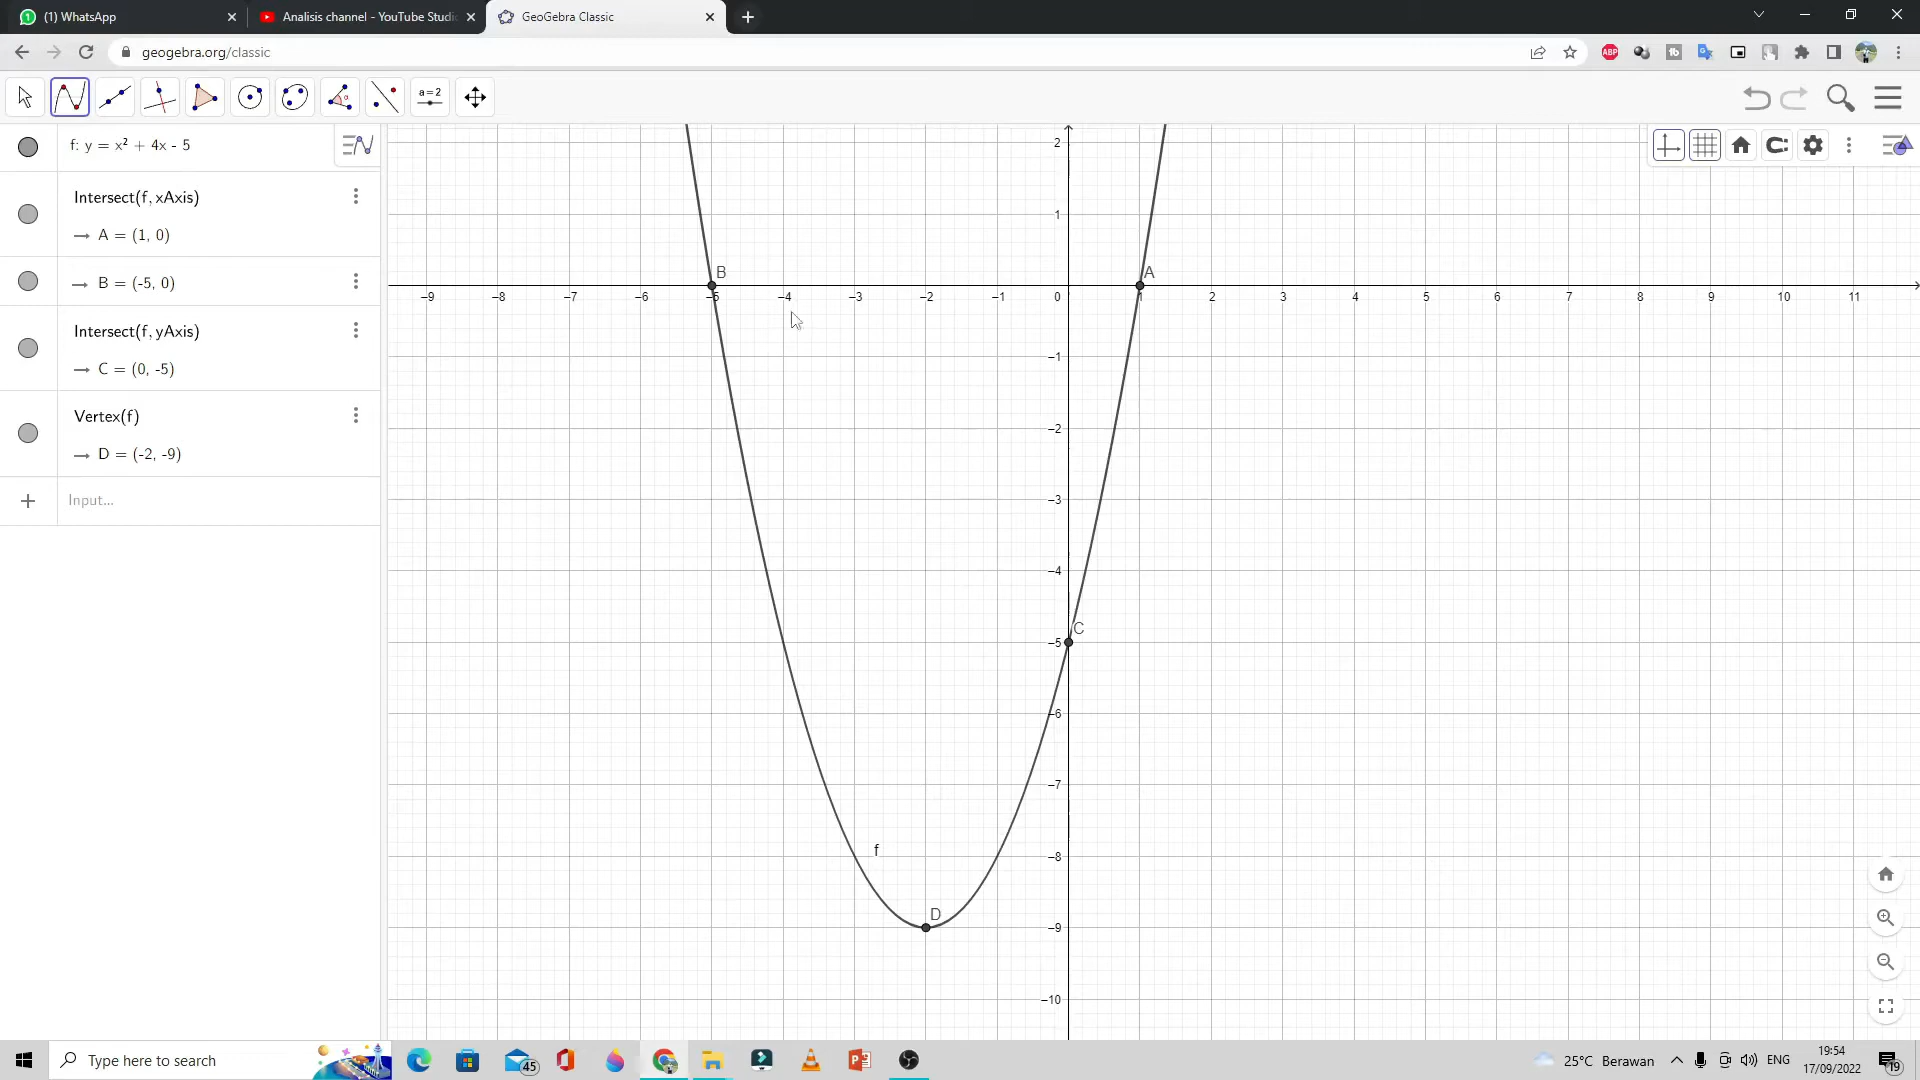 (1) WhatsApp
Analisis channel - YouTube Studi
GeoGebra Classic
geogebra.org/classic
ABP
a=2
f: y = x² + 4x - 5
Intersect(f, xAxis)
→ A = (1, 0)
→ B = (-5, 0)
Intersect(f, yAxis)
→ C = (0, -5)
Vertex(f)
→ D = (-2, -9)
Input...
2
1
B
A
–9 –8 –7 –6 –5 –4 –3 –2 –1 0 1 2 3 4 5 6 7 8 9 10 11
–1
–2
–3
–4
C
–5
–6
–7
f
–8
D
–9
–10
Type here to search
45
25°C Berawan
ENG
19:54
17/09/2022
19